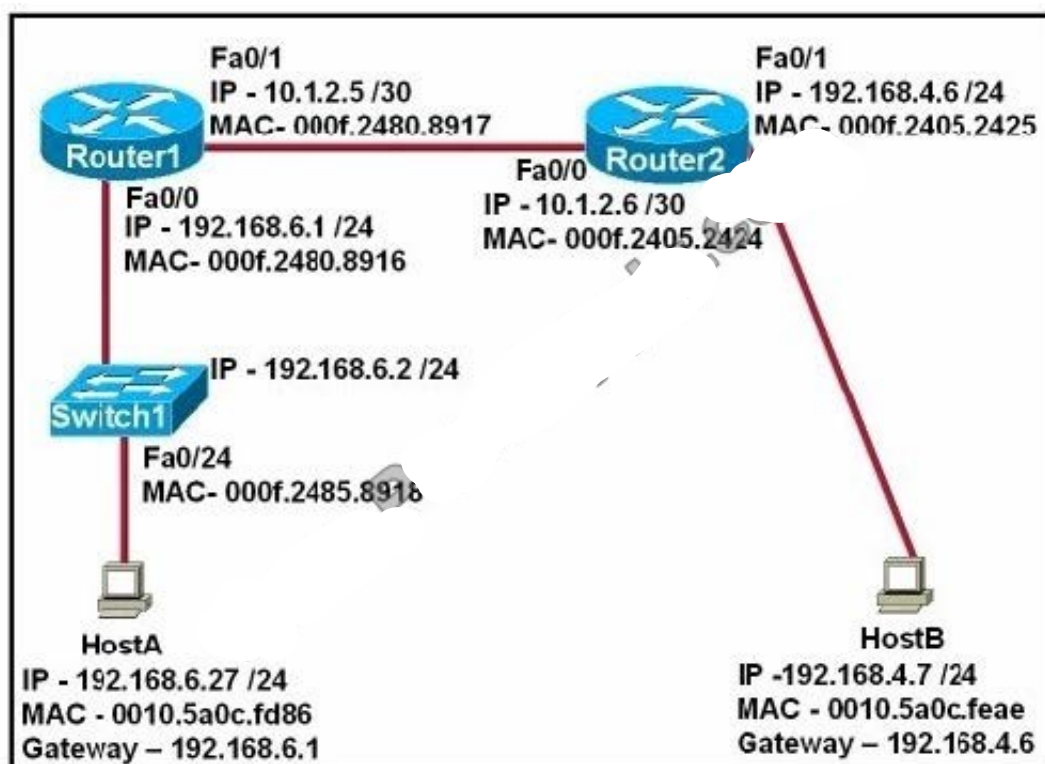 Fa0/1
IP - 10.1.2.5 /30
MAC- 000f.2480.8917
Router1
Fa0/0
IP - 192.168.6.1 /24
MAC- 000f.2480.8916
Fa0/1
IP - 192.168.4.6 /24
MAC- 000f.2405.2425
Router2
Fa0/0
IP - 10.1.2.6 /30
MAC- 000f.2405.2424
IP - 192.168.6.2 /24
Switch1
Fa0/24
MAC- 000f.2485.8918
HostA
IP - 192.168.6.27 /24
MAC - 0010.5a0c.fd86
Gateway – 192.168.6.1
HostB
IP -192.168.4.7 /24
MAC - 0010.5a0c.feae
Gateway – 192.168.4.6